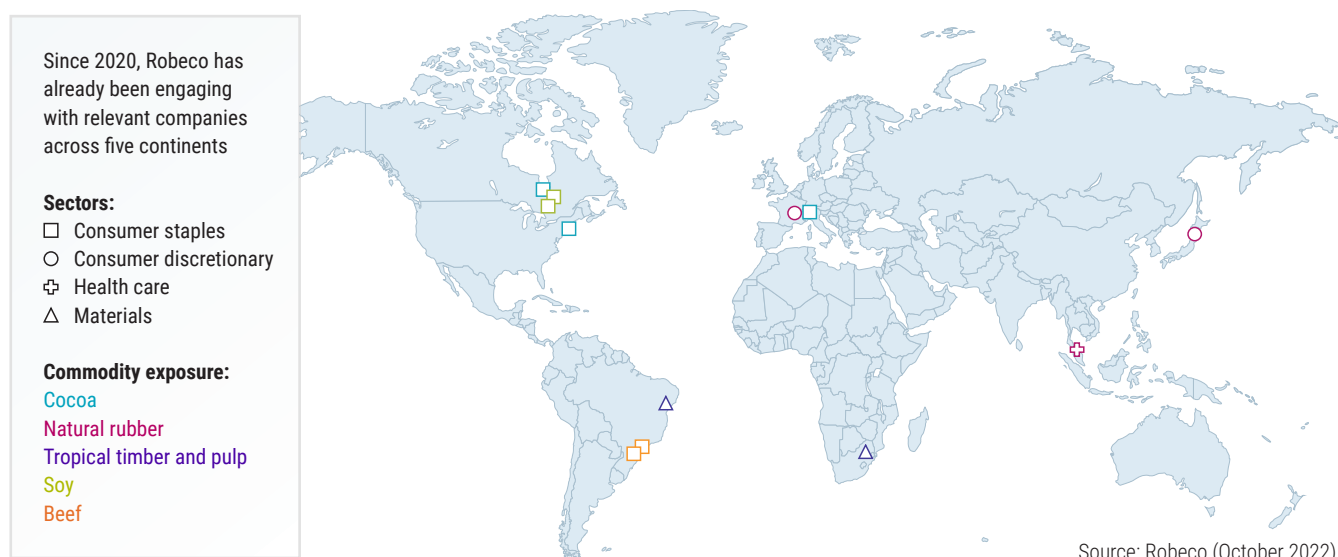 Since 2020, Robeco has
already been engaging
with relevant companies
across five continents
Sectors:
Consumer staples
Consumer discretionary
Health care
Materials
Commodity exposure:
Cocoa
Natural rubber
Tropical timber and pulp
Soy
Beef
Source: Robeco (October 2022)